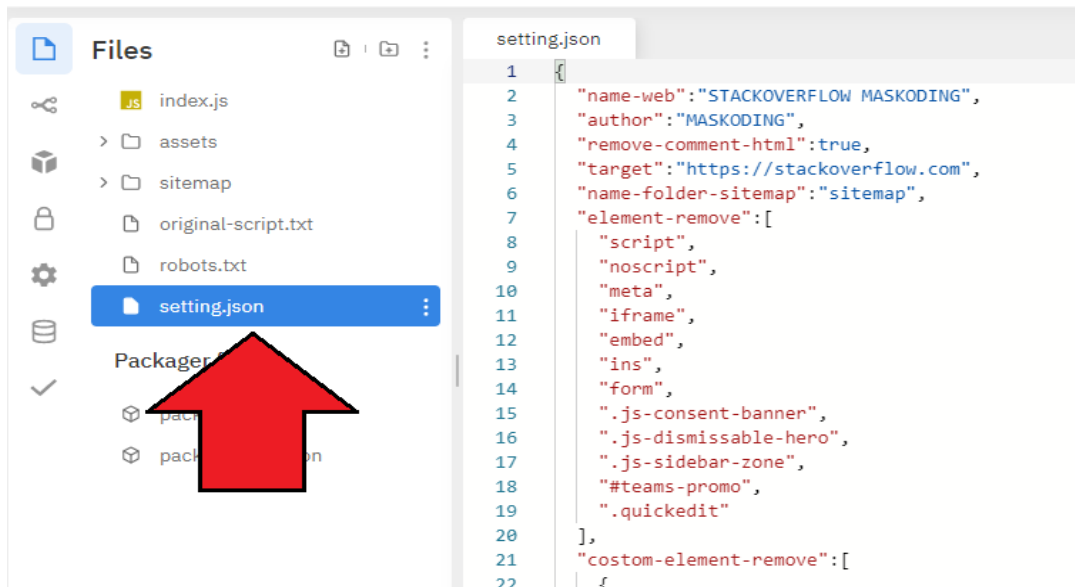 Files
JS index.js
assets
sitemap
original-script.txt
robots.txt
setting.json
Packager
setting.json
1 {
2 "name-web":"STACKOVERFLOW MASKODING",
3 "author":"MASKODING",
4 "remove-comment-html":true,
5 "target":"https://stackoverflow.com",
6 "name-folder-sitemap":"sitemap",
7 "element-remove":[
8 "script",
9 "noscript",
10 "meta",
11 "iframe",
12 "embed",
13 "ins",
14 "form",
15 ".js-consent-banner",
16 ".js-dismissable-hero",
17 ".js-sidebar-zone",
18 "#teams-promo",
19 ".quickedit"
20 ],
21 "costom-element-remove":[
22 {